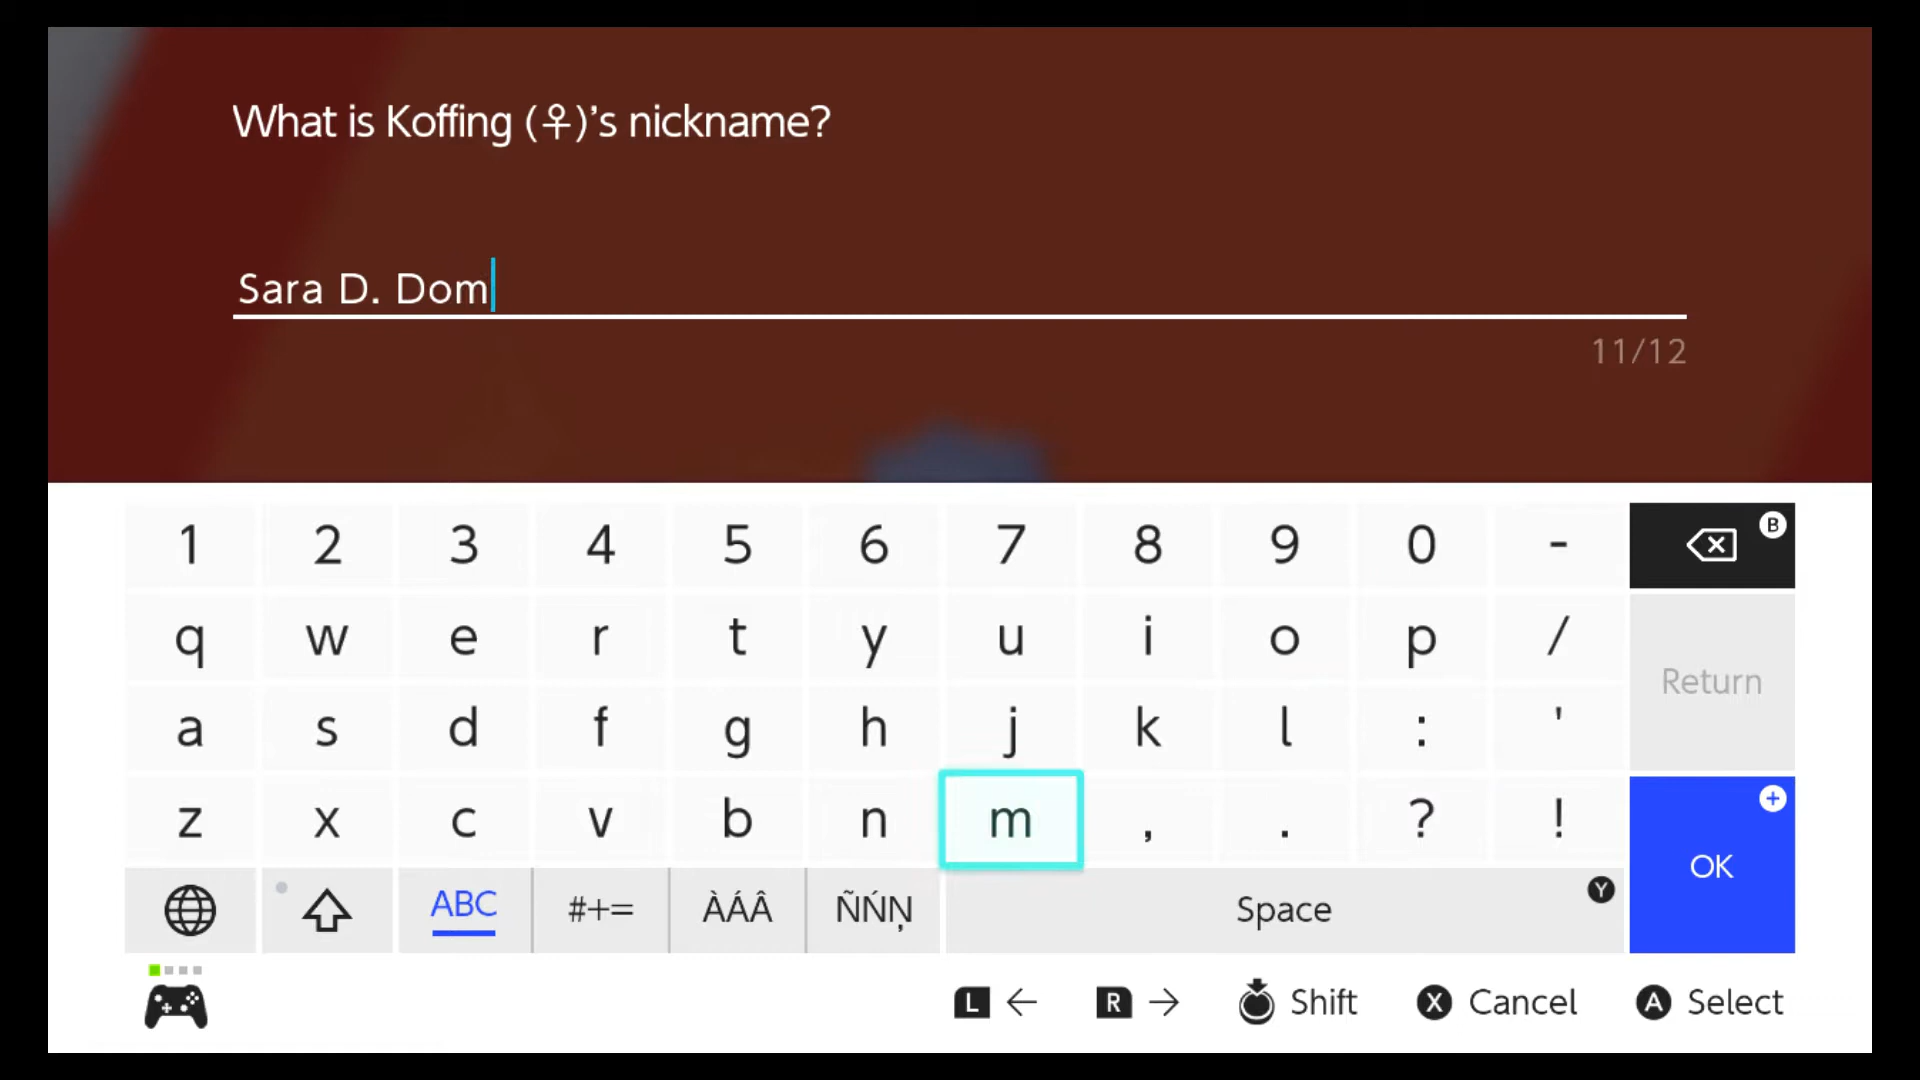 What is Koffing (♀)'s nickname?
Sara D. Dom
11/12
1 2 3 4 5 6 7 8 9 0 -
B
q w e r t y u i o p /
Return
a s d f g h j k l : '
z x c v b n m , . ? !
+
OK
ABC #+= ÀÁÂ ÑŃŅ Space Y
L ← R → Shift X Cancel A Select